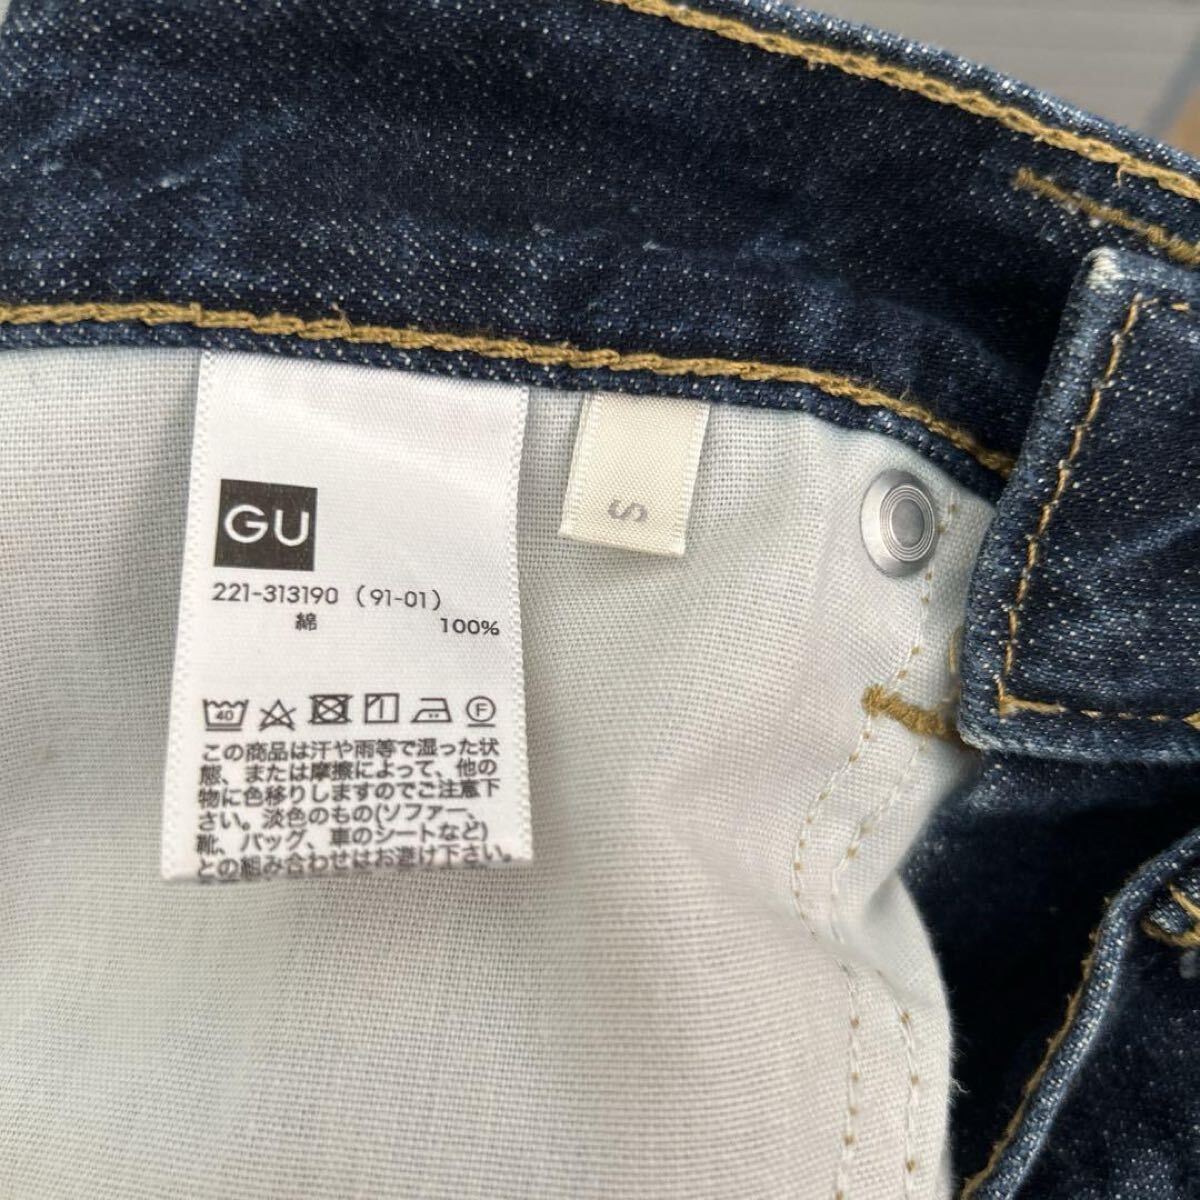 GU
221-313190 (91-01)
綿 100%
40 F
この商品は汗や雨等で湿った状
態、または摩擦によって、他の
物に色移りしますのでご注意下
さい。淡色のもの(ソファー、
靴、バッグ、車のシートなど)
との組み合わせはお避け下さい。
S